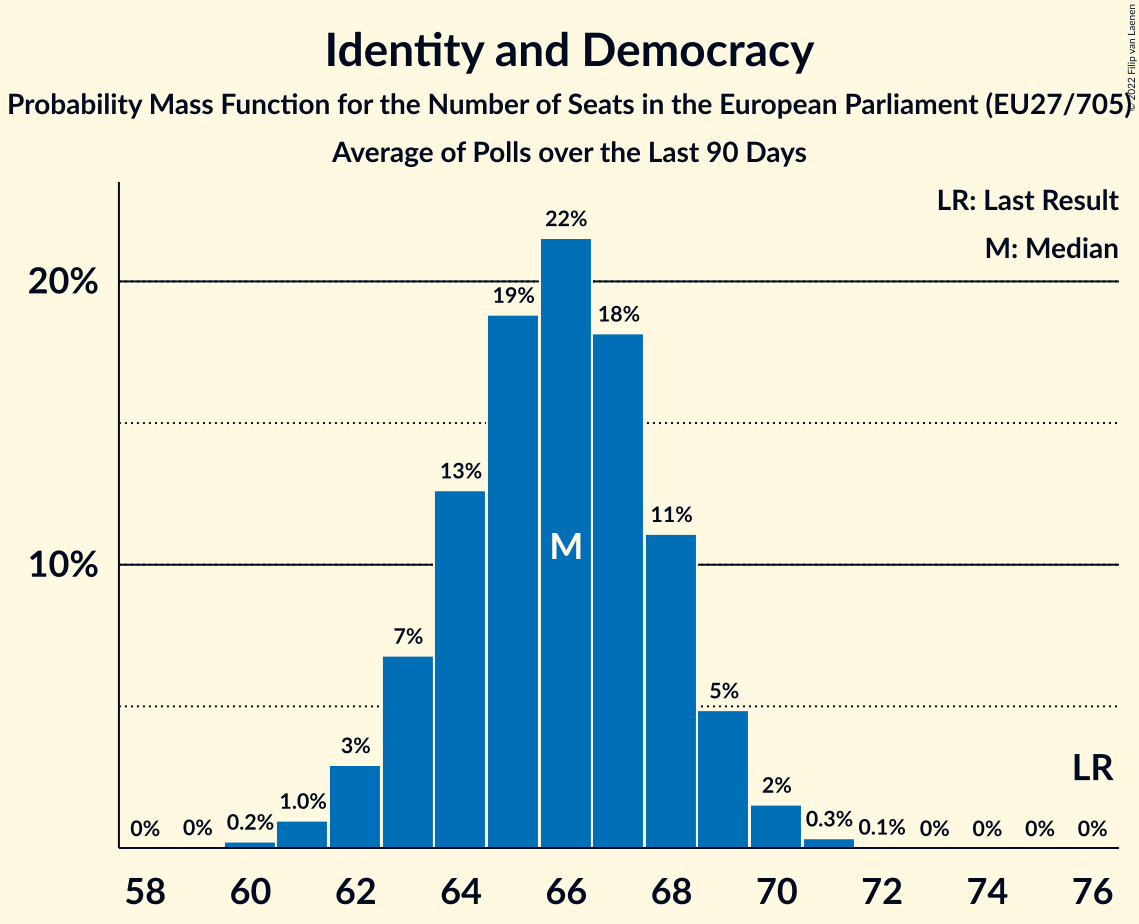 Identity and Democracy
Probability Mass Function for the Number of Seats in the European Parliament (EU27/705)
Average of Polls over the Last 90 Days
© 2022 Filip van Laenen
LR: Last Result
M: Median
20%
10%
0% 0% 0.2% 1.0% 3% 7% 13% 19% 22% 18% 11% 5% 2% 0.3% 0.1% 0% 0% 0% 0%
M
LR
58 60 62 64 66 68 70 72 74 76